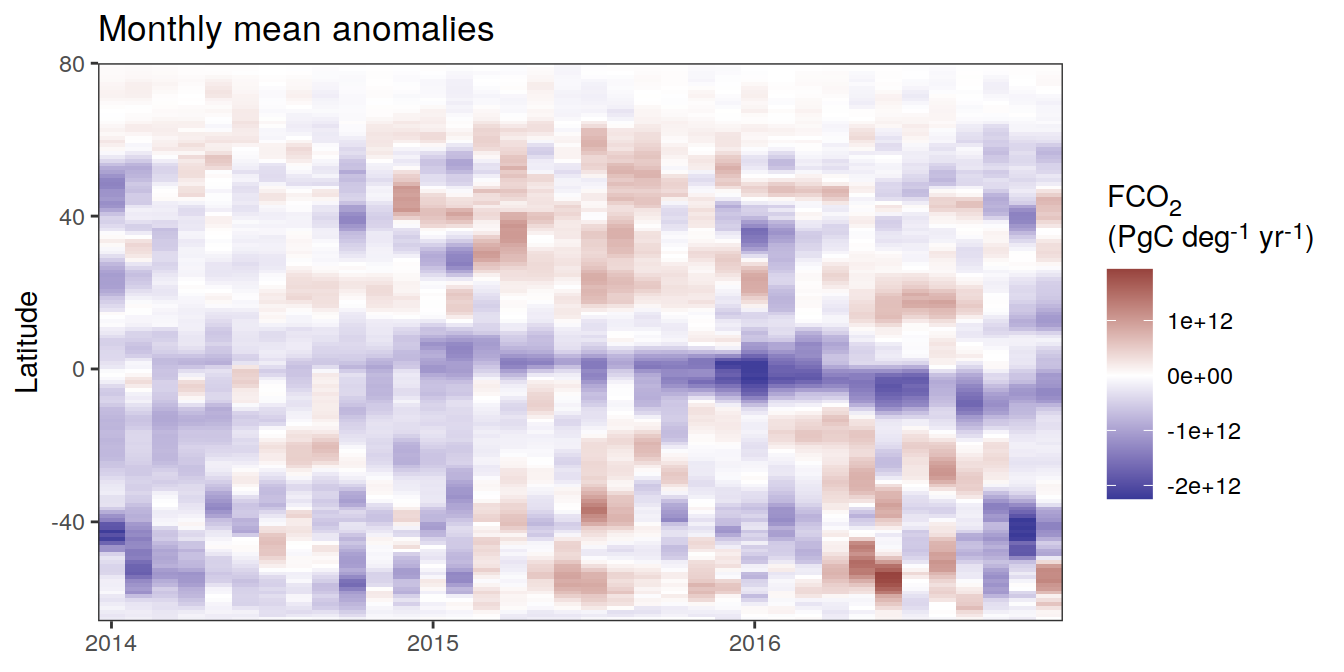 Monthly mean anomalies
80
40
0
-40
Latitude
2014 2015 2016
FCO₂
(PgC deg⁻¹ yr⁻¹)
1e+12
0e+00
-1e+12
-2e+12